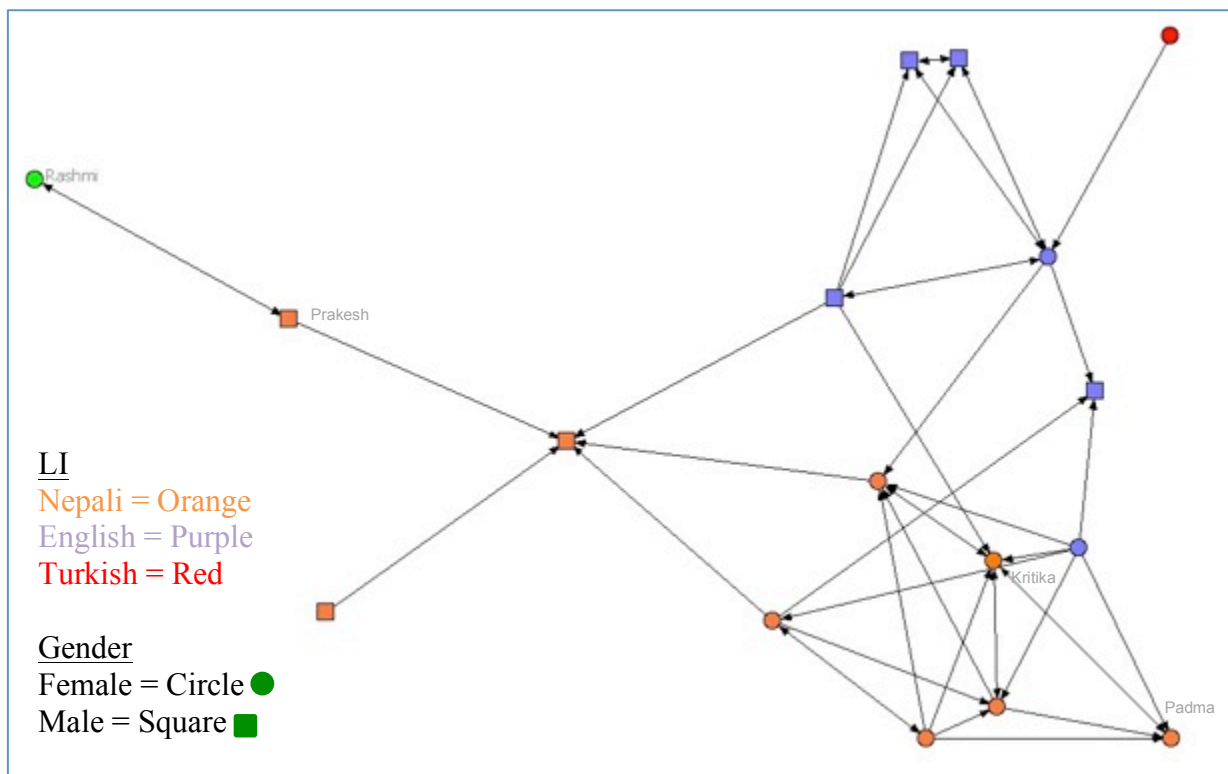 Rashmi
Prakesh
LI
Nepali = Orange
English = Purple
Turkish = Red
Kritika
Gender
Female = Circle
Male = Square
Padma